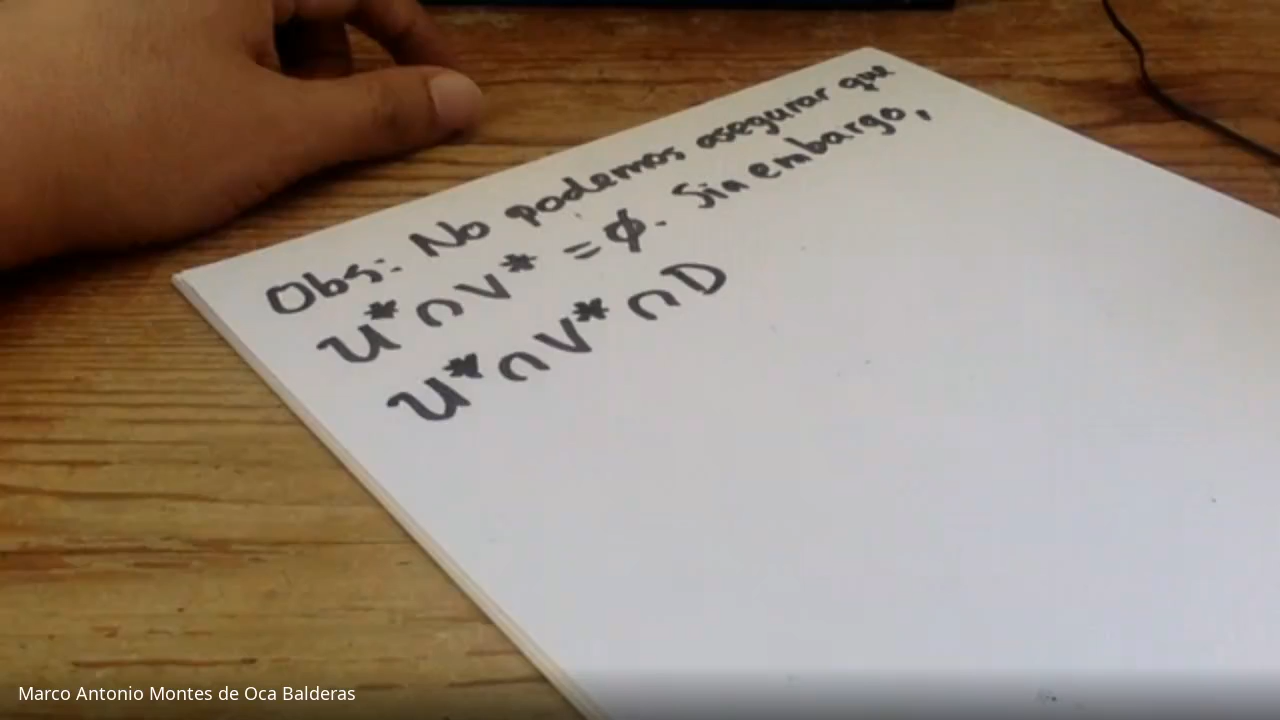 Obs: No podemos asegurar que
U* ∩ V* = ∅. Sin embargo,
U* ∩ V* ∩ D
Marco Antonio Montes de Oca Balderas